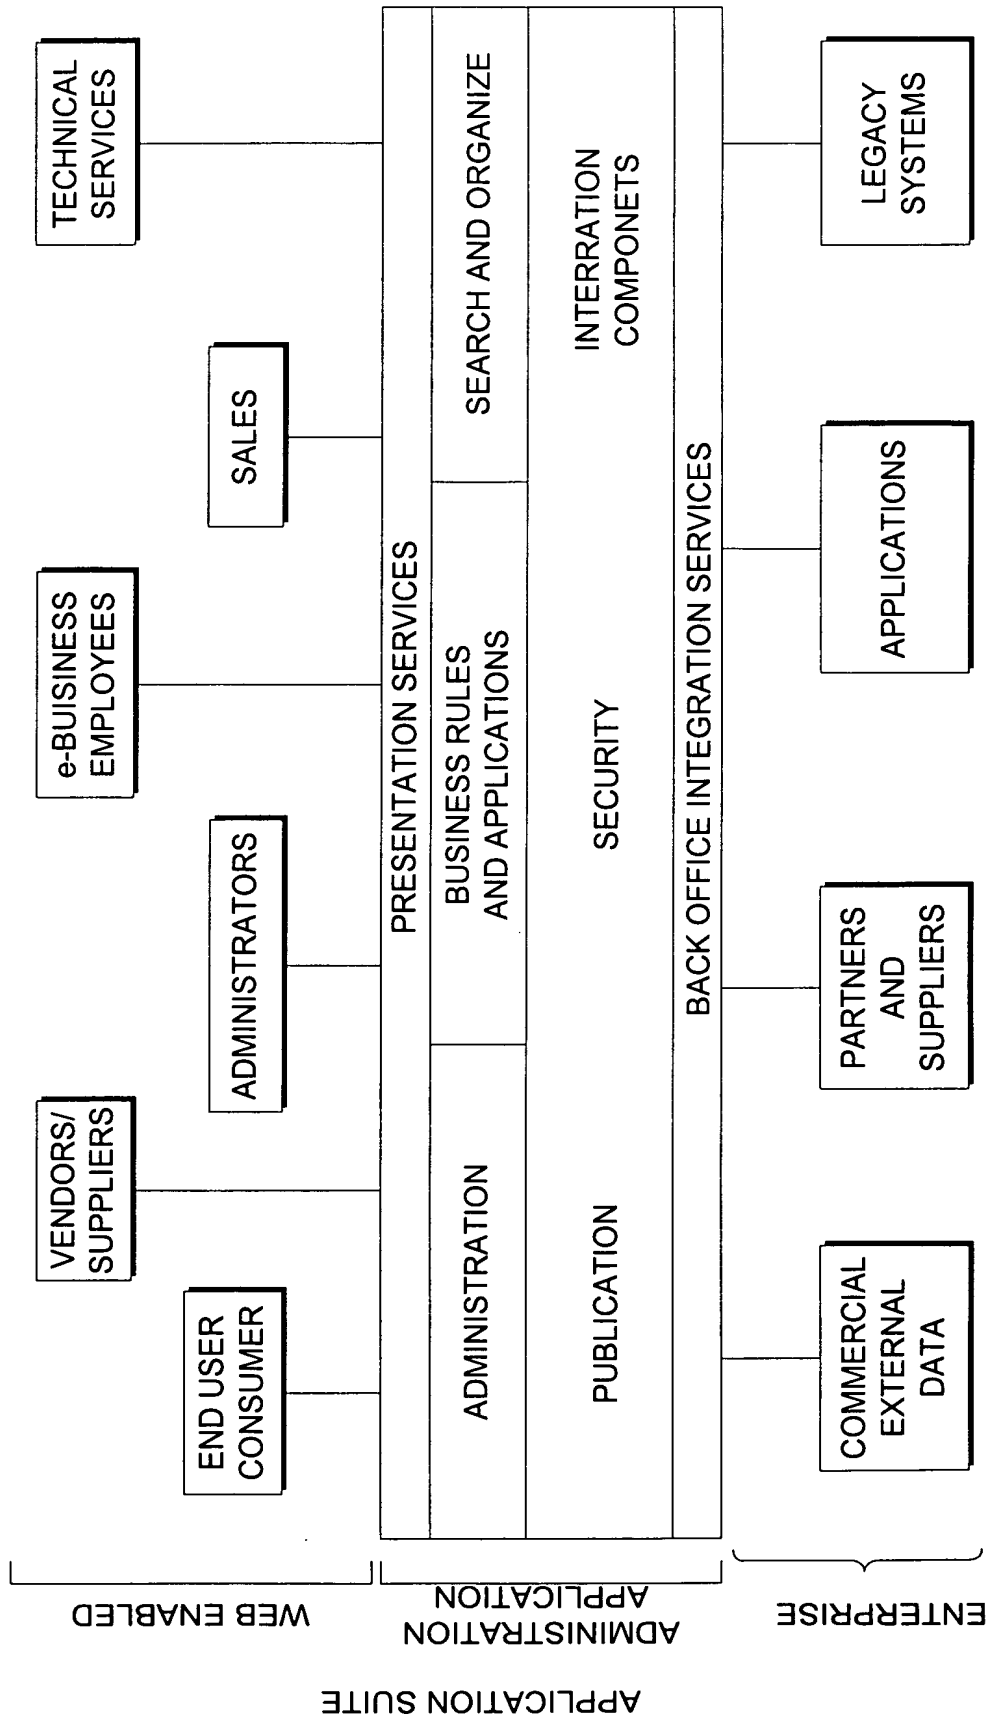 APPLICATION SUITE
WEB ENABLED
ADMINISTRATION
APPLICATION
ENTERPRISE
END USER
CONSUMER
VENDORS/
SUPPLIERS
ADMINISTRATORS
e-BUISINESS
EMPLOYEES
SALES
TECHNICAL
SERVICES
PRESENTATION SERVICES
ADMINISTRATION
BUSINESS RULES
AND APPLICATIONS
SEARCH AND ORGANIZE
PUBLICATION
SECURITY
INTERRATION
COMPONETS
BACK OFFICE INTEGRATION SERVICES
COMMERCIAL
EXTERNAL
DATA
PARTNERS
AND
SUPPLIERS
APPLICATIONS
LEGACY
SYSTEMS